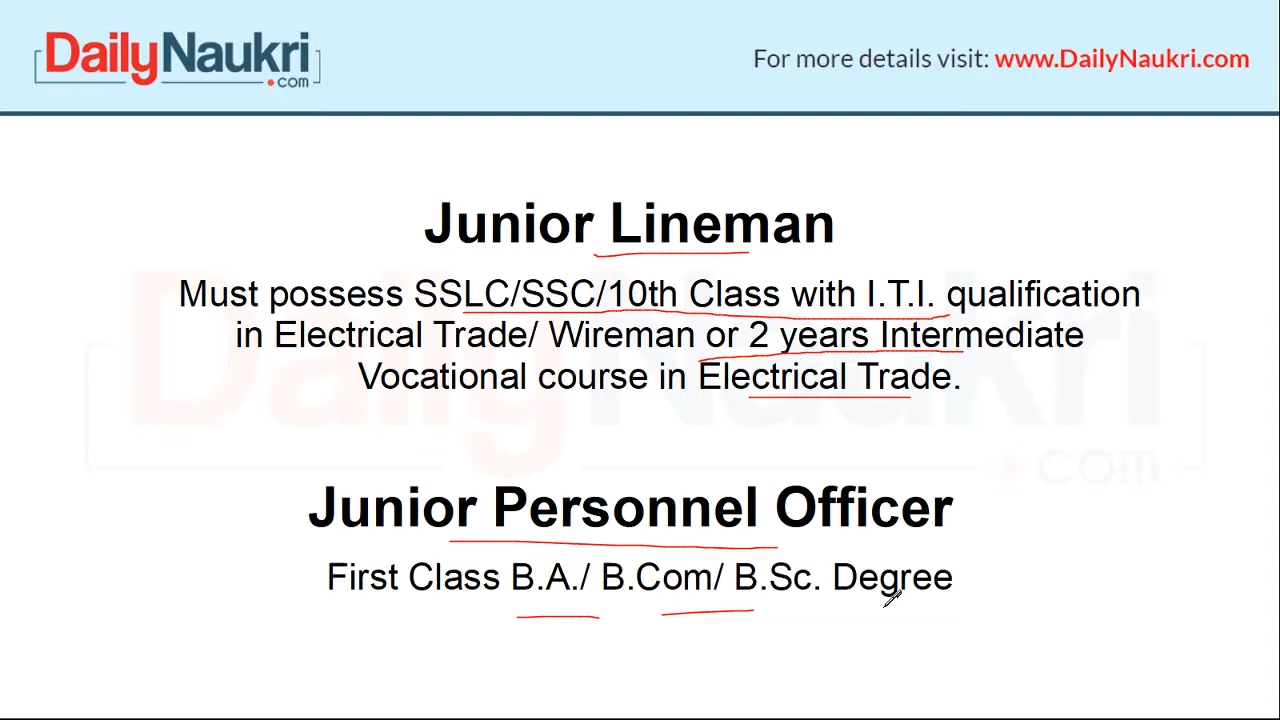 DailyNaukri
.com
For more details visit: www.DailyNaukri.com
Junior Lineman
Must possess SSLC/SSC/10th Class with I.T.I. qualification
in Electrical Trade/ Wireman or 2 years Intermediate
Vocational course in Electrical Trade.
Junior Personnel Officer
First Class B.A./ B.Com/ B.Sc. Degree
DailyNaukri
.com